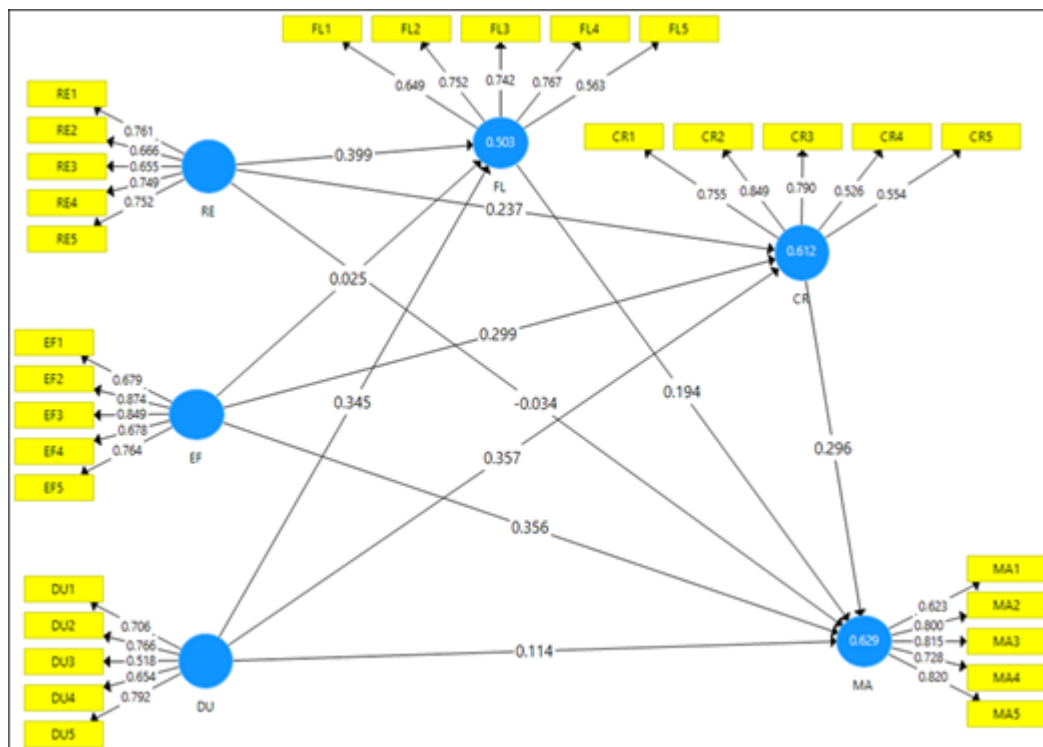 FL1 FL2 FL3 FL4 FL5
0.649 0.752 0.742 0.767 0.563
0.503
FL
RE1
RE2
RE3
RE4
RE5
0.761
0.666
0.655
0.749
0.752
RE
CR1 CR2 CR3 CR4 CR5
0.755 0.849 0.790 0.526 0.554
0.612
CR
0.399
0.237
0.025
0.299
0.345
-0.034
0.194
0.357
0.296
0.356
0.114
EF1
EF2
EF3
EF4
EF5
0.679
0.874
0.849
0.678
0.764
EF
DU1
DU2
DU3
DU4
DU5
0.706
0.766
0.518
0.654
0.792
DU
0.629
MA
0.623
0.800
0.815
0.728
0.820
MA1
MA2
MA3
MA4
MA5